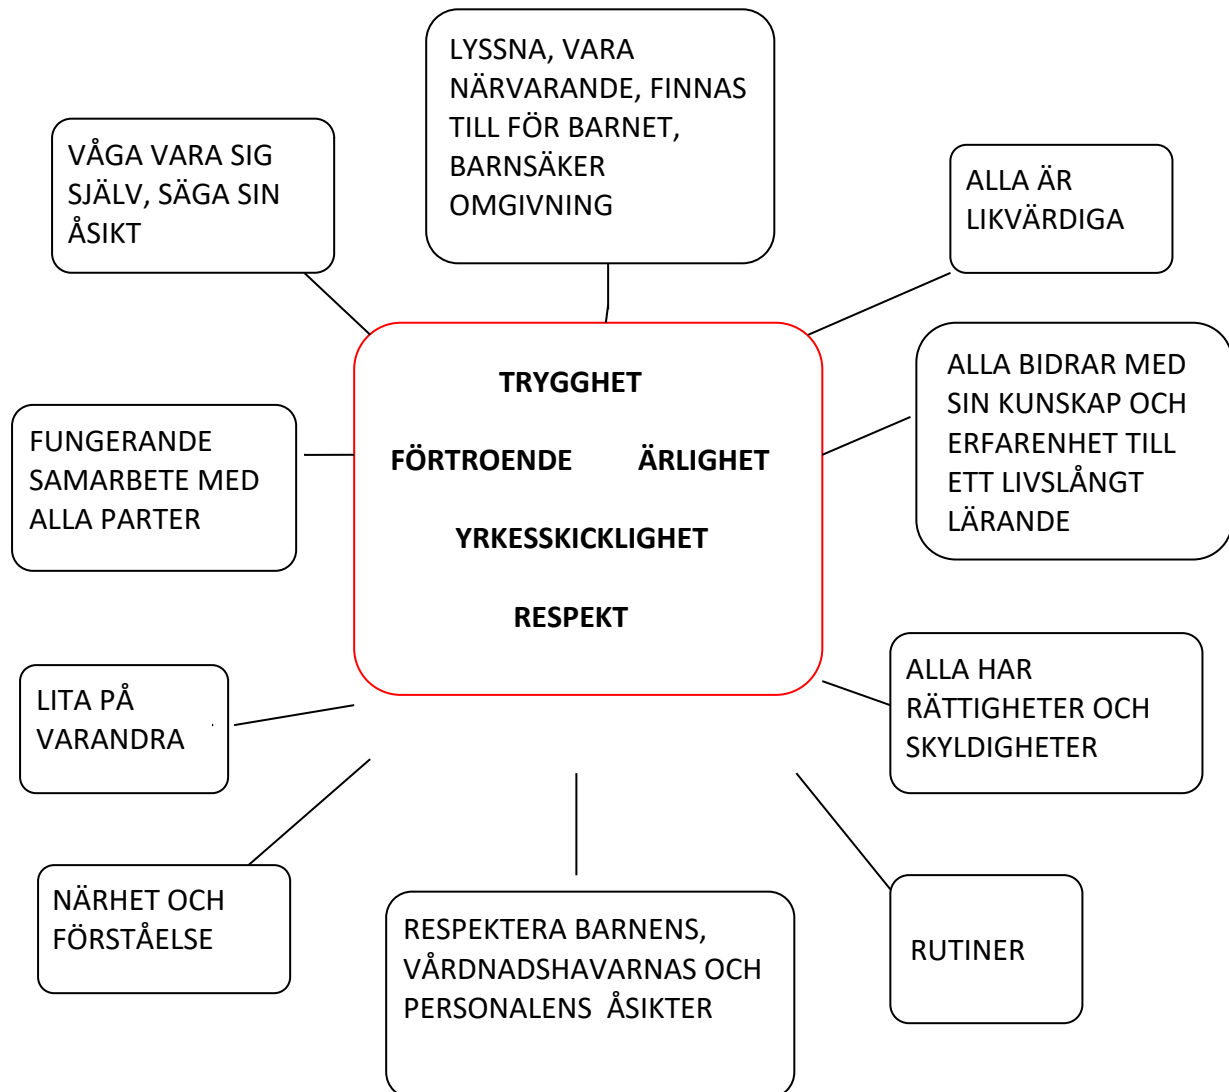 LYSSNA, VARA
NÄRVARANDE, FINNAS
TILL FÖR BARNET,
BARNSÄKER
OMGIVNING
VÅGA VARA SIG
SJÄLV, SÄGA SIN
ÅSIKT
ALLA ÄR
LIKVÄRDIGA
TRYGGHET
FÖRTROENDE ÄRLIGHET
YRKESSKICKLIGHET
RESPEKT
ALLA BIDRAR MED
SIN KUNSKAP OCH
ERFARENHET TILL
ETT LIVSLÅNGT
LÄRANDE
FUNGERANDE
SAMARBETE MED
ALLA PARTER
LITA PÅ
VARANDRA
ALLA HAR
RÄTTIGHETER OCH
SKYLDIGHETER
NÄRHET OCH
FÖRSTÅELSE
RESPEKTERA BARNENS,
VÅRDNADSHAVARNAS OCH
PERSONALENS  ÅSIKTER
RUTINER